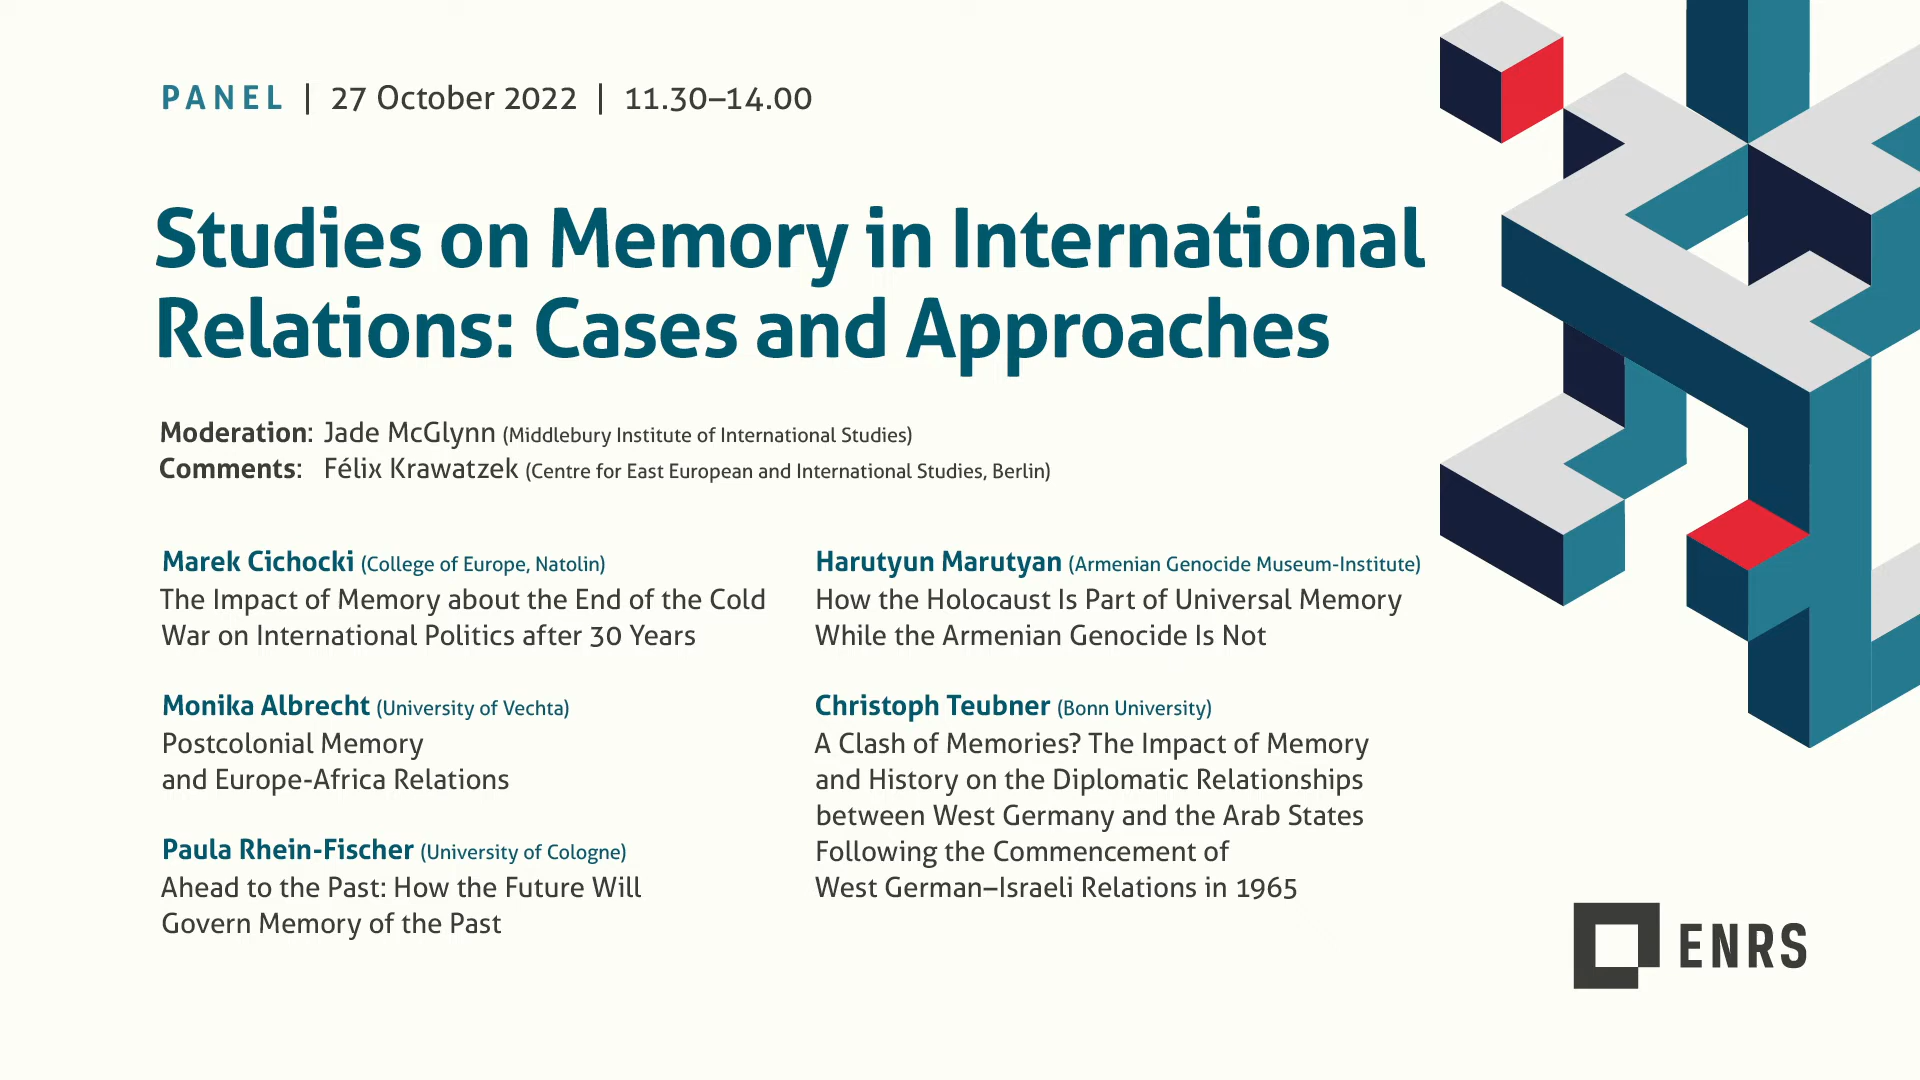 PANEL | 27 October 2022 | 11.30–14.00
Studies on Memory in International
Relations: Cases and Approaches
Moderation: Jade McGlynn (Middlebury Institute of International Studies)
Comments: Félix Krawatzek (Centre for East European and International Studies, Berlin)
Marek Cichocki (College of Europe, Natolin)
The Impact of Memory about the End of the Cold
War on International Politics after 30 Years
Monika Albrecht (University of Vechta)
Postcolonial Memory
and Europe-Africa Relations
Paula Rhein-Fischer (University of Cologne)
Ahead to the Past: How the Future Will
Govern Memory of the Past
Harutyun Marutyan (Armenian Genocide Museum-Institute)
How the Holocaust Is Part of Universal Memory
While the Armenian Genocide Is Not
Christoph Teubner (Bonn University)
A Clash of Memories? The Impact of Memory
and History on the Diplomatic Relationships
between West Germany and the Arab States
Following the Commencement of
West German–Israeli Relations in 1965
ENRS